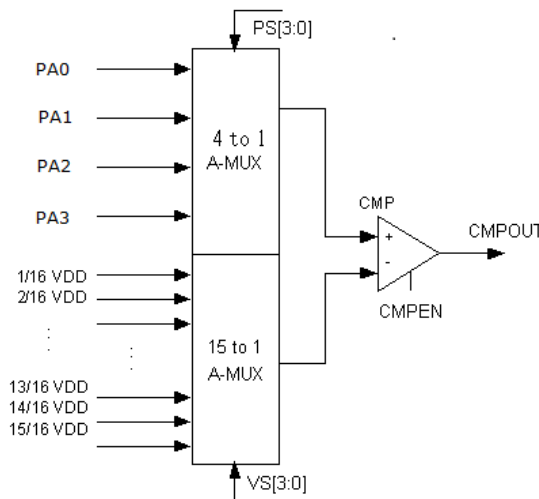 PS[3:0]
PA0
PA1
PA2
PA3
4 to 1
A-MUX
CMP
+
-
CMPOUT
CMPEN
1/16 VDD
2/16 VDD
15 to 1
A-MUX
13/16 VDD
14/16 VDD
15/16 VDD
VS[3:0]